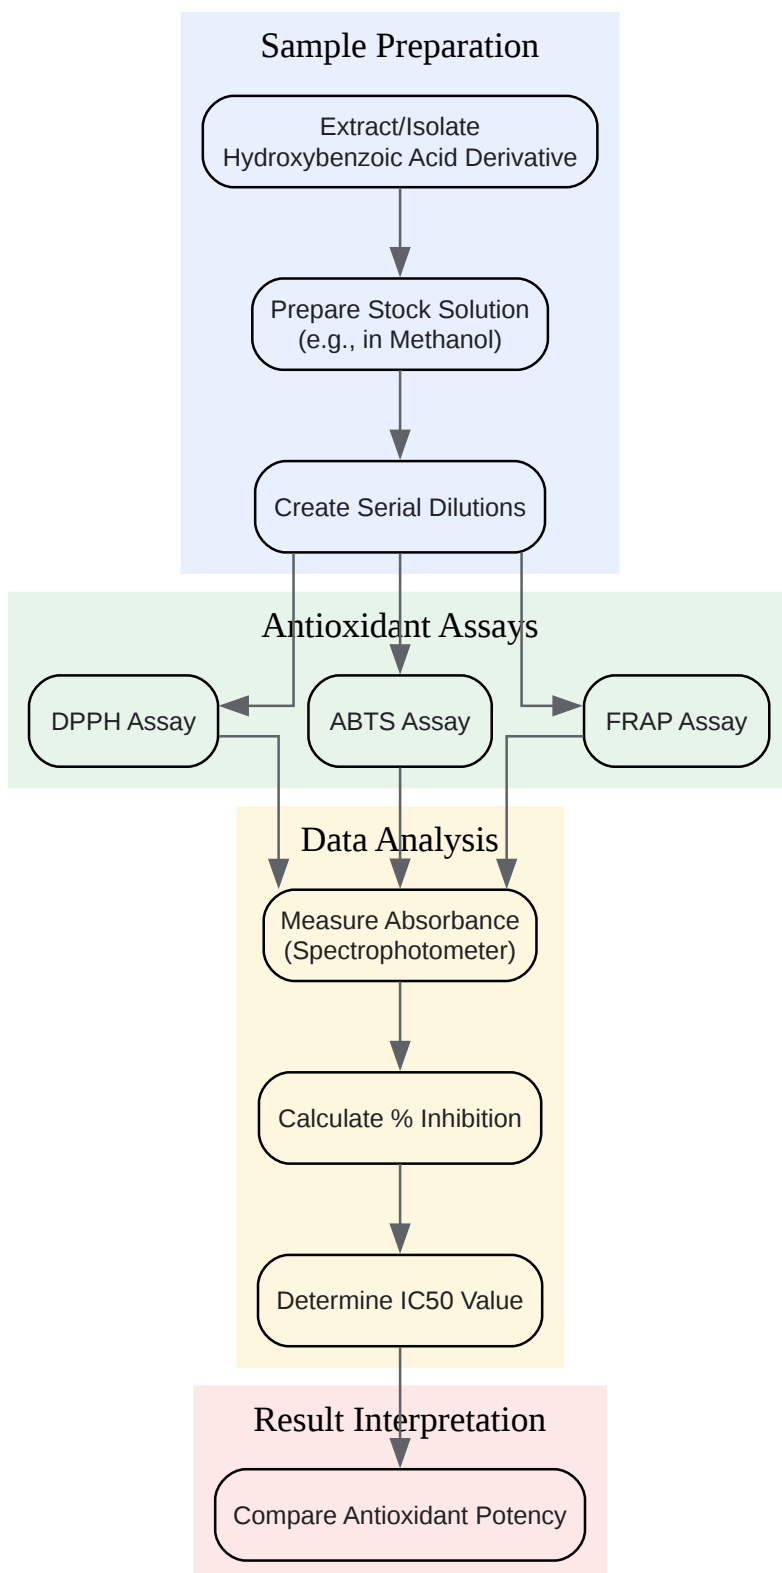 Sample Preparation
Extract/Isolate
Hydroxybenzoic Acid Derivative
Prepare Stock Solution
(e.g., in Methanol)
Create Serial Dilutions
Antioxidant Assays
DPPH Assay
ABTS Assay
FRAP Assay
Data Analysis
Measure Absorbance
(Spectrophotometer)
Calculate % Inhibition
Determine IC50 Value
Result Interpretation
Compare Antioxidant Potency